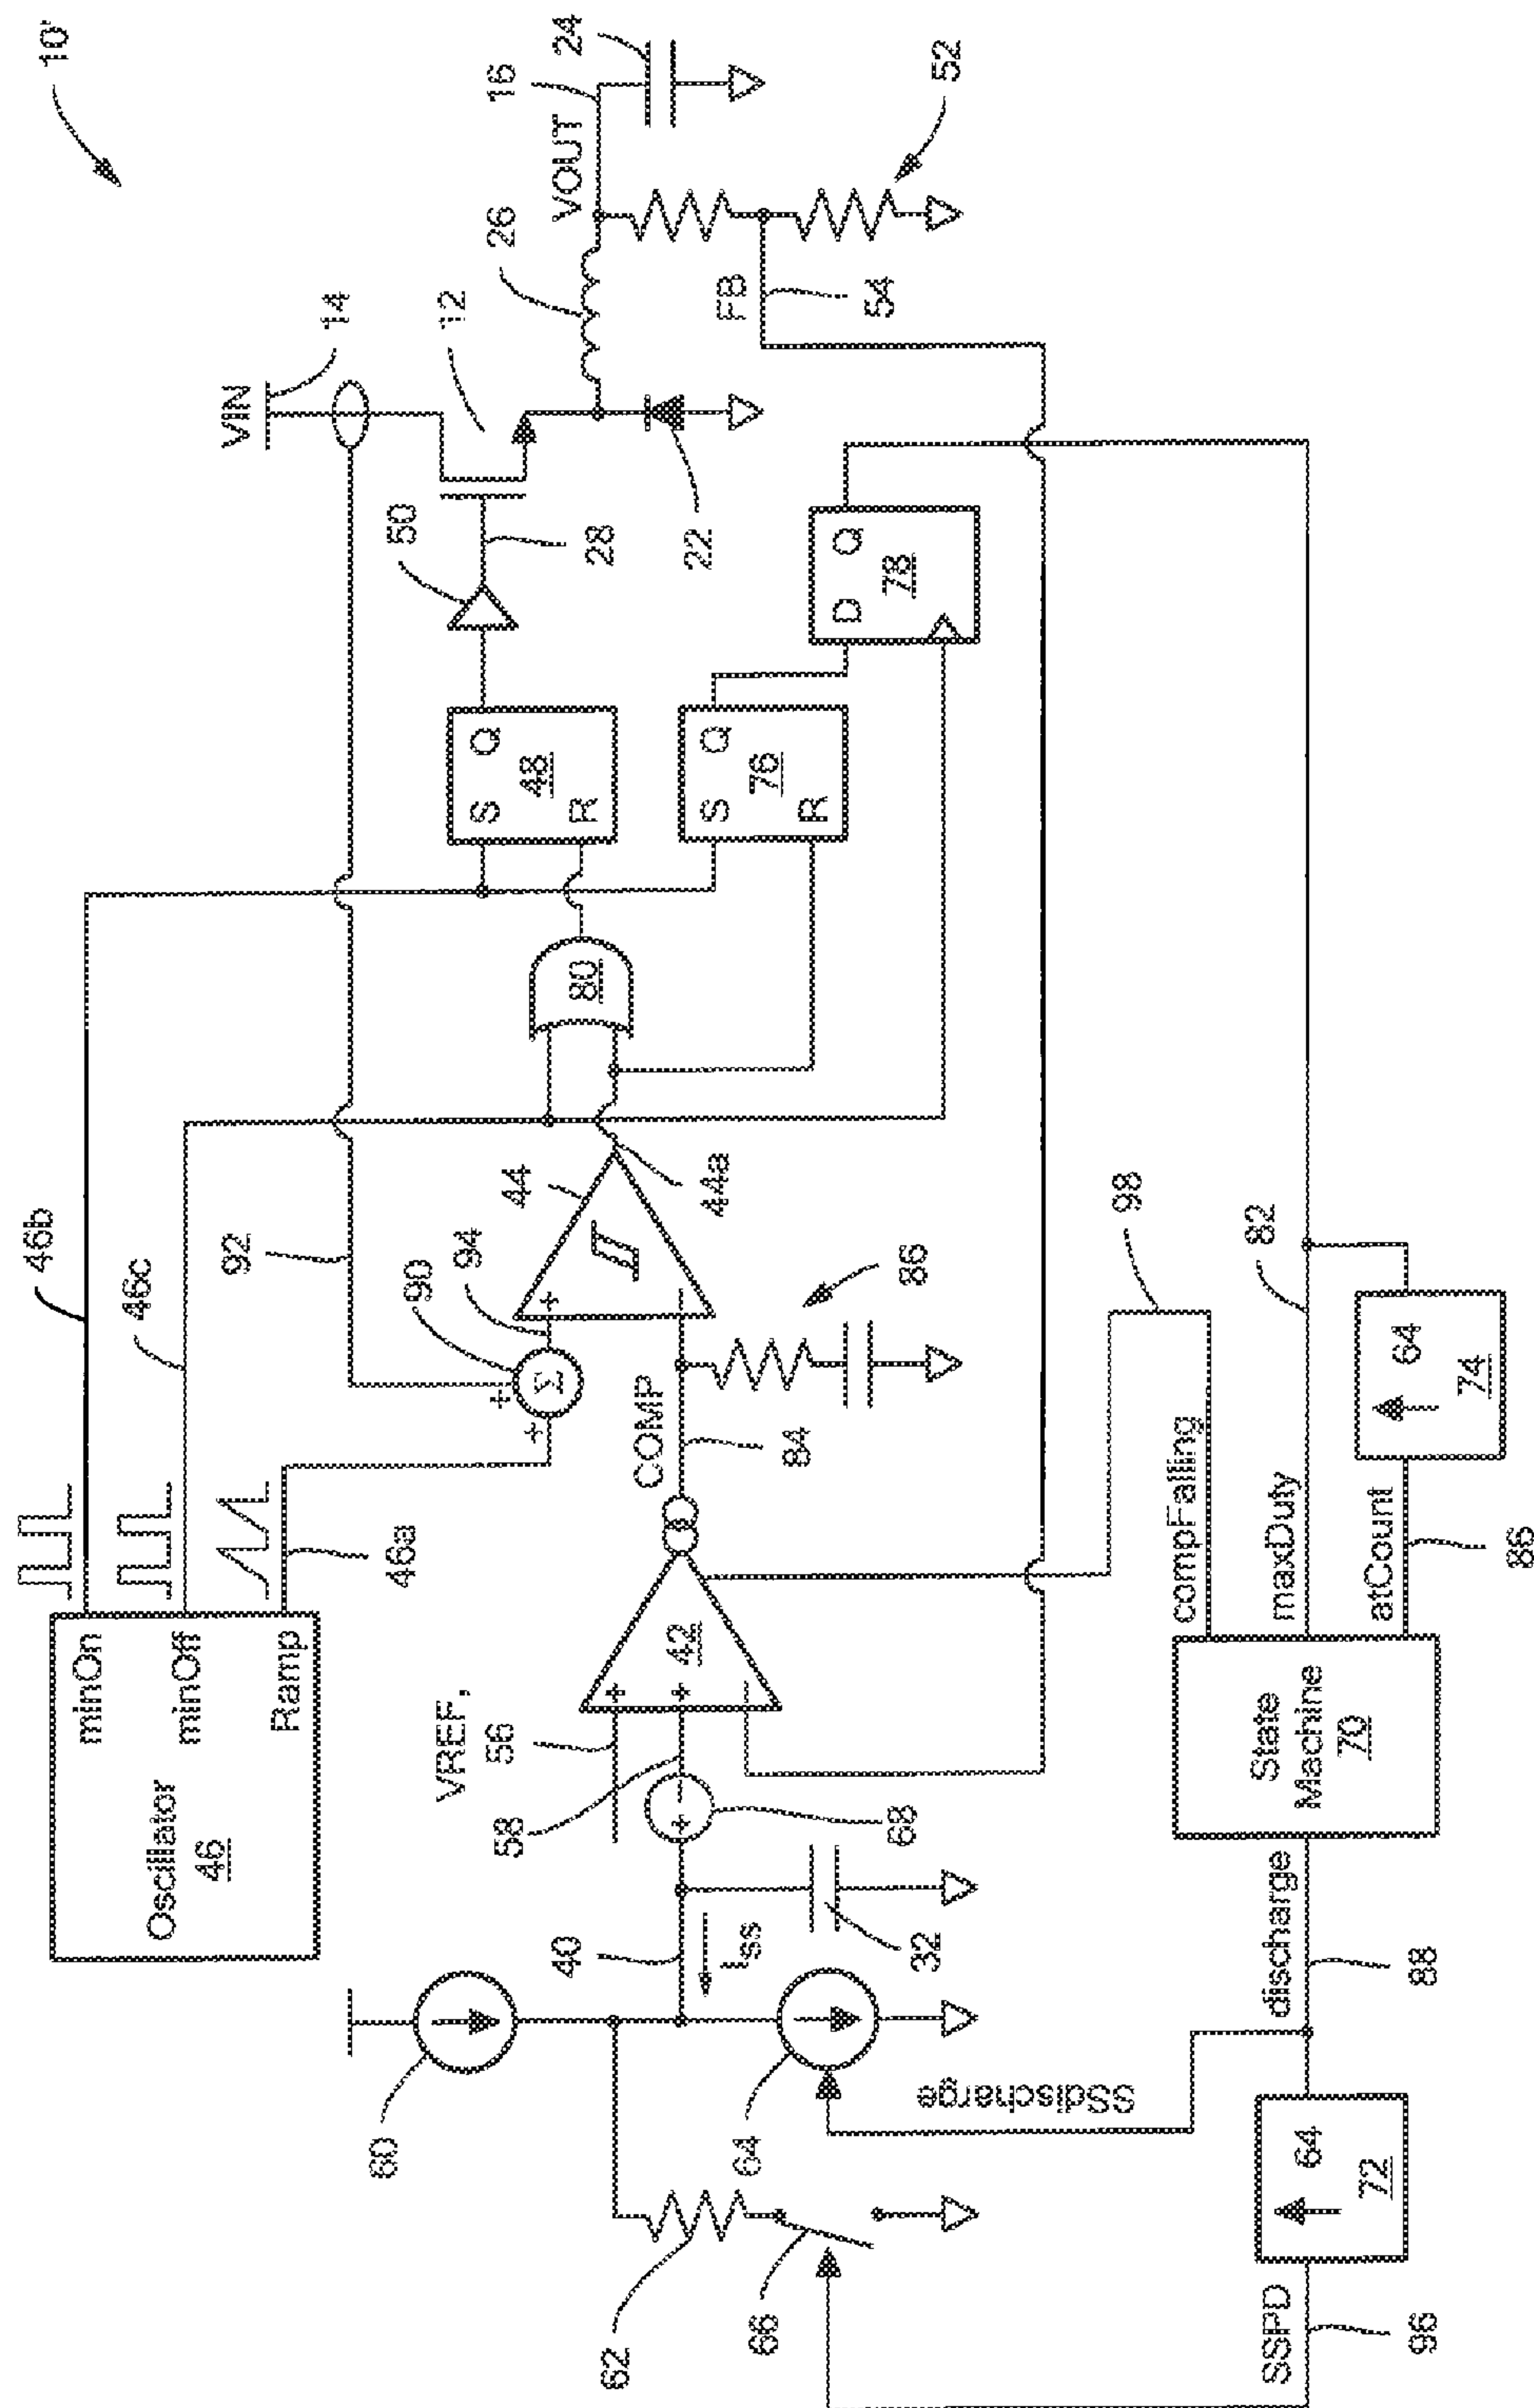 10'
Oscillator
46
minOn
minOff
Ramp
46b
46c
46a
92
90
94
44
44a
80
S Q
48
R
50
28
VIN
14
12
22
26
VOUT
16
24
52
FB
54
S Q
76
R
D Q
78
VREF,
56
58
42
COMP
84
86
Σ
+
+
+
-
+
+
-
+ -
68
60
40
Iss
32
62
66
64
SSdischarge
discharge
88
State
Machine
70
compFalling
98
maxDuty
82
atCount
86
64
74
64
72
SSPD
96